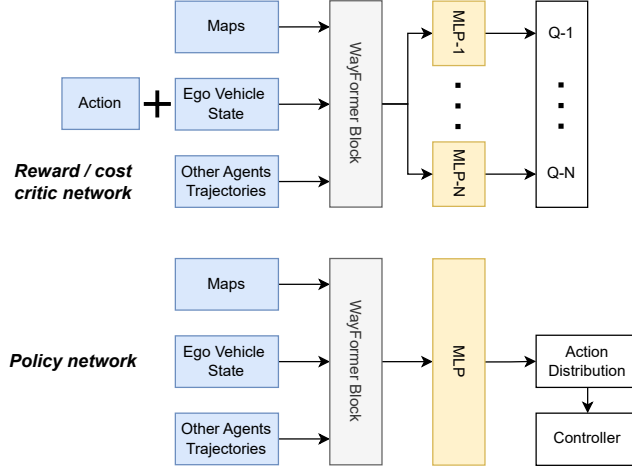 Maps
WayFormer Block
MLP-1
Q-1
Action
Ego Vehicle
State
Other Agents
Trajectories
MLP-N
Q-N
Reward / cost
critic network
Maps
WayFormer Block
MLP
Ego Vehicle
State
Policy network
Action
Distribution
Other Agents
Trajectories
Controller